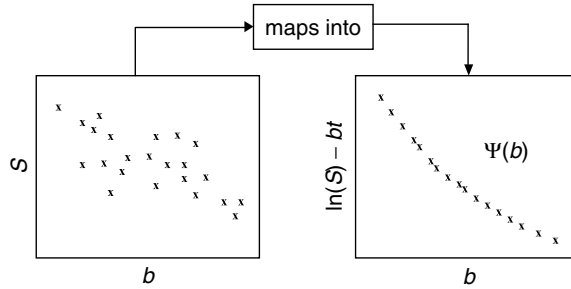 maps into
S
b
ln(S) – bt
Ψ(b)
b